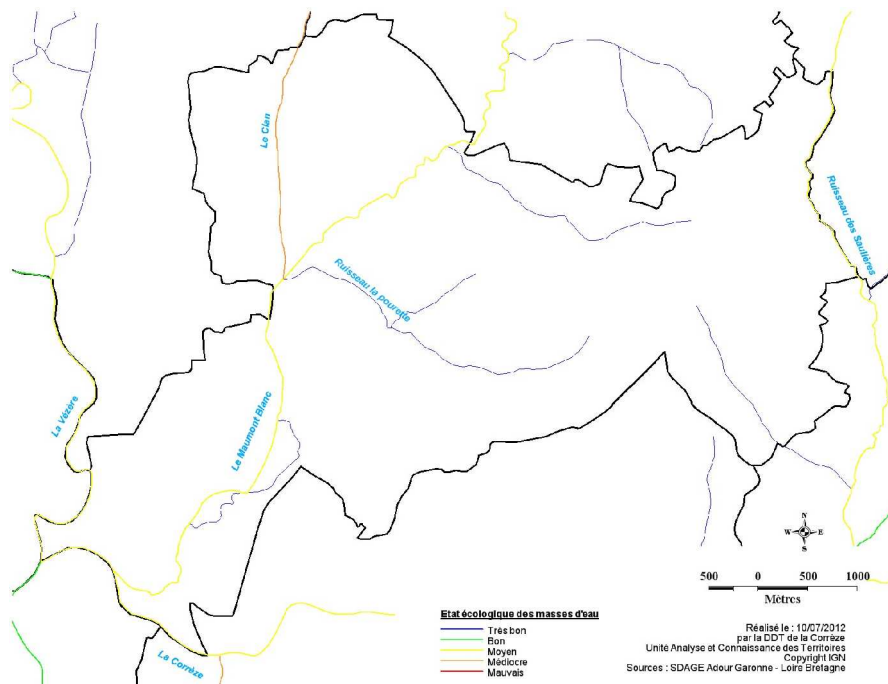 Le Clan
Ruisseau des Saulières
Ruisseau la pourette
La Vézère
Le Maumont Blanc
La Corrèze
N
W E
S
500 0 500 1000
Mètres
Etat écologique des masses d'eau
Très bon
Bon
Moyen
Médiocre
Mauvais
Réalisé le : 10/07/2012
par la DDT de la Corrèze
Unité Analyse et Connaissance des Territoires
Copyright IGN
Sources : SDAGE Adour Garonne - Loire Bretagne